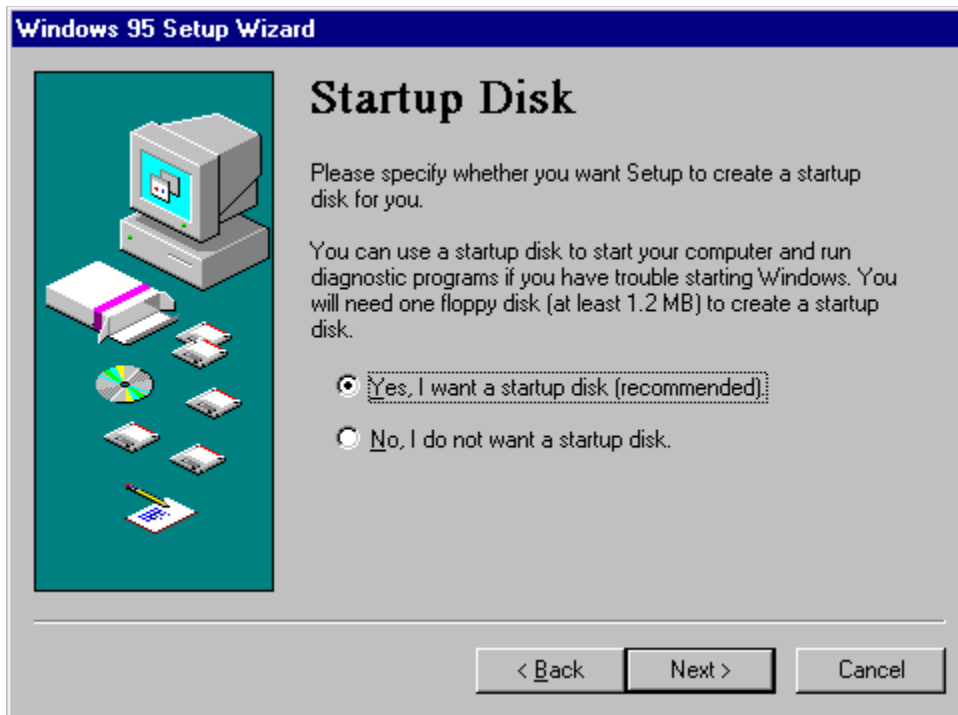 Windows 95 Setup Wizard
Startup Disk
Please specify whether you want Setup to create a startup
disk for you.
You can use a startup disk to start your computer and run
diagnostic programs if you have trouble starting Windows. You
will need one floppy disk (at least 1.2 MB) to create a startup
disk.
Yes, I want a startup disk (recommended).
No, I do not want a startup disk.
< Back
Next >
Cancel